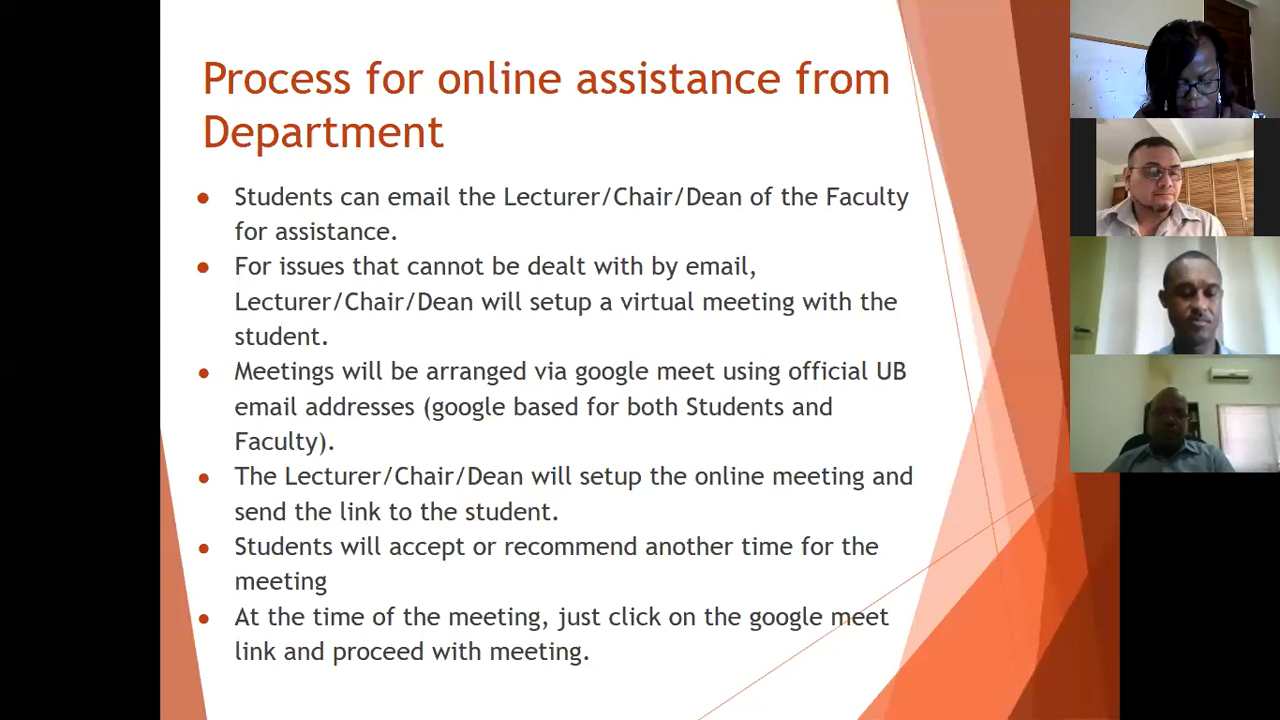 Process for online assistance from
Department
Students can email the Lecturer/Chair/Dean of the Faculty
for assistance.
For issues that cannot be dealt with by email,
Lecturer/Chair/Dean will setup a virtual meeting with the
student.
Meetings will be arranged via google meet using official UB
email addresses (google based for both Students and
Faculty).
The Lecturer/Chair/Dean will setup the online meeting and
send the link to the student.
Students will accept or recommend another time for the
meeting
At the time of the meeting, just click on the google meet
link and proceed with meeting.